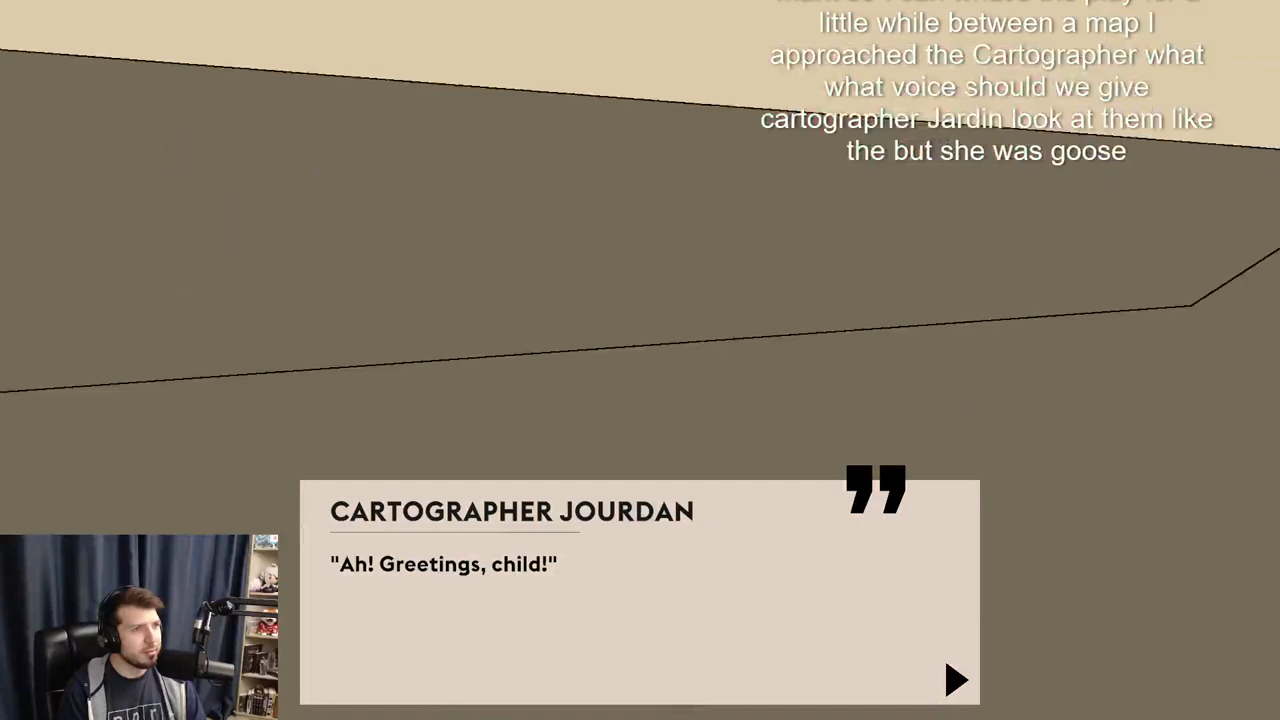 little while between a map I
approached the Cartographer what
what voice should we give
cartographer Jardin look at them like
the but she was goose
CARTOGRAPHER JOURDAN
"Ah! Greetings, child!"